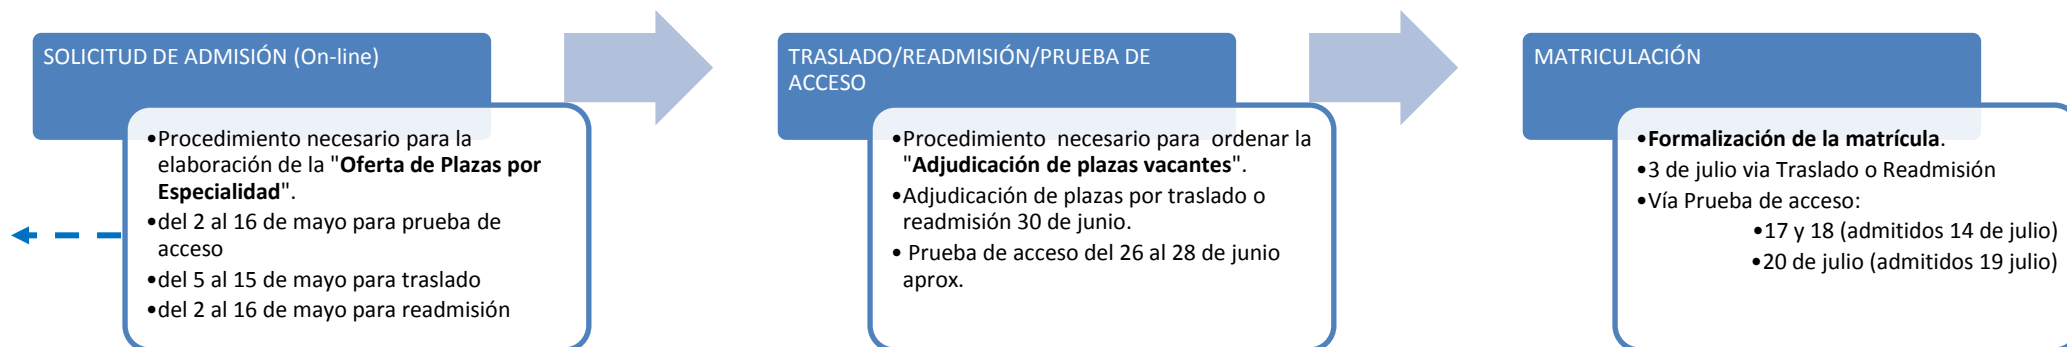 SOLICITUD DE ADMISIÓN (On-line)
•Procedimiento necesario para la
elaboración de la "Oferta de Plazas por
Especialidad".
•del 2 al 16 de mayo para prueba de
acceso
•del 5 al 15 de mayo para traslado
•del 2 al 16 de mayo para readmisión
TRASLADO/READMISIÓN/PRUEBA DE
ACCESO
•Procedimiento necesario para ordenar la
"Adjudicación de plazas vacantes".
•Adjudicación de plazas por traslado o
readmisión 30 de junio.
• Prueba de acceso del 26 al 28 de junio
aprox.
MATRICULACIÓN
•Formalización de la matrícula.
•3 de julio via Traslado o Readmisión
•Vía Prueba de acceso:
•17 y 18 (admitidos 14 de julio)
•20 de julio (admitidos 19 julio)